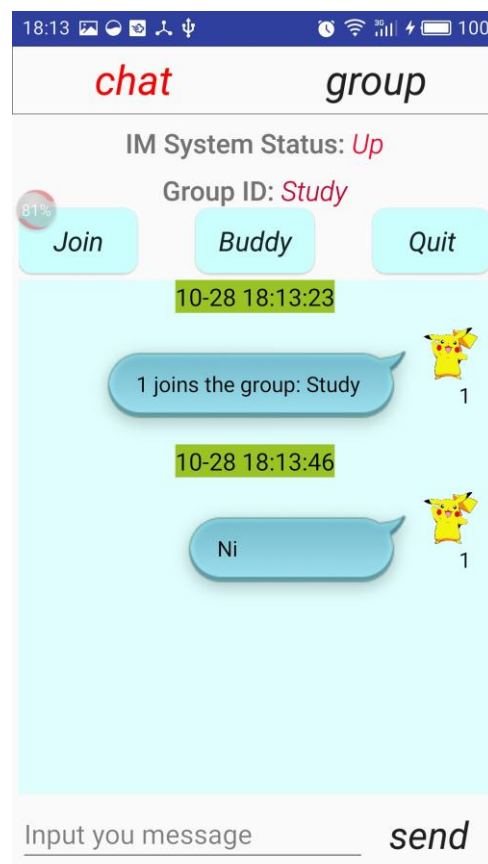 18:13 3G 100
chat group
IM System Status: Up
Group ID: Study
81%
Join Buddy Quit
10-28 18:13:23
1 joins the group: Study
1
10-28 18:13:46
Ni
1
Input you message send